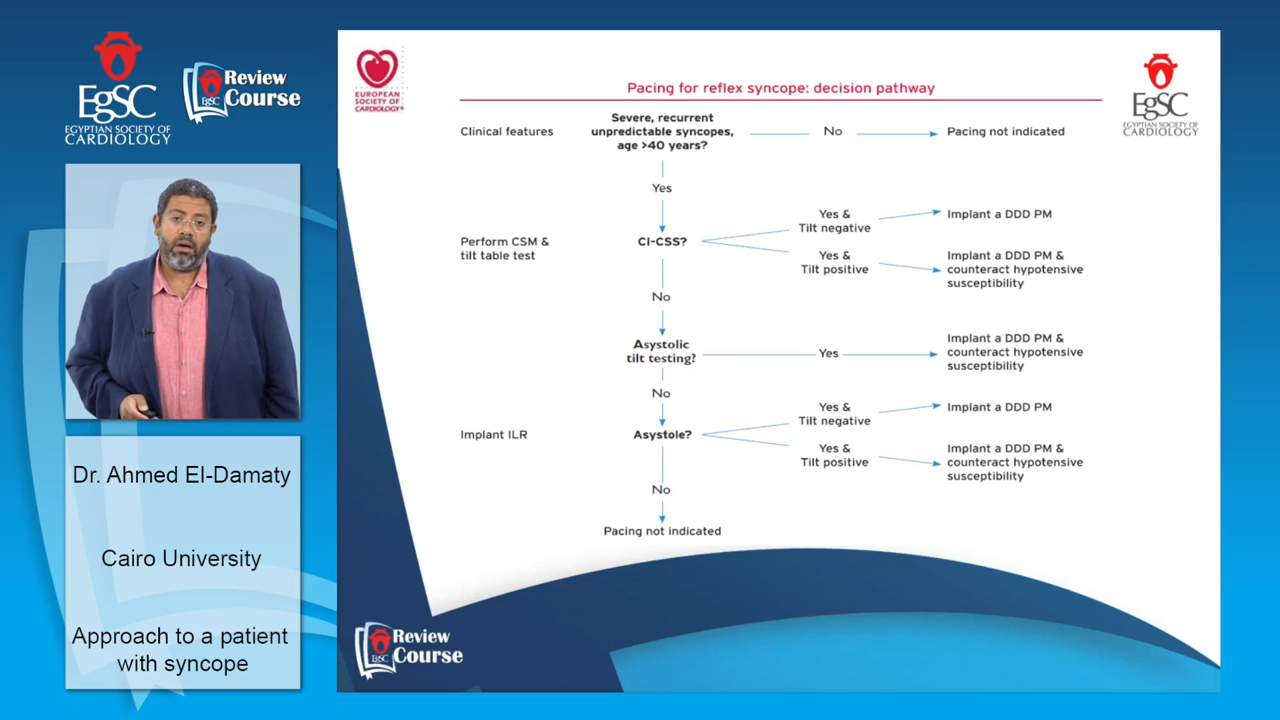 EgSC
EGYPTIAN SOCIETY OF
CARDIOLOGY
EgSC
Review
Course
Dr. Ahmed El-Damaty
Cairo University
Approach to a patient
with syncope
EUROPEAN
SOCIETY OF
CARDIOLOGY®
Pacing for reflex syncope: decision pathway
EgSC
EGYPTIAN SOCIETY OF
CARDIOLOGY
Clinical features
Severe, recurrent
unpredictable syncopes,
age >40 years?
No
Pacing not indicated
Yes
Perform CSM &
tilt table test
CI-CSS?
Yes &
Tilt negative
Implant a DDD PM
Yes &
Tilt positive
Implant a DDD PM &
counteract hypotensive
susceptibility
No
Asystolic
tilt testing?
Yes
Implant a DDD PM &
counteract hypotensive
susceptibility
No
Implant ILR
Asystole?
Yes &
Tilt negative
Implant a DDD PM
Yes &
Tilt positive
Implant a DDD PM &
counteract hypotensive
susceptibility
No
Pacing not indicated
EgSC
Review
Course